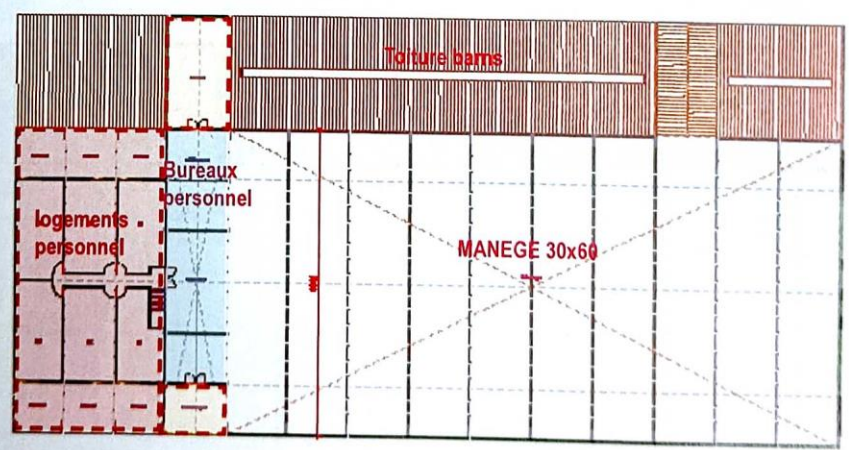 Toiture barns
Bureaux
personnel
logements
personnel
MANEGE 30x60